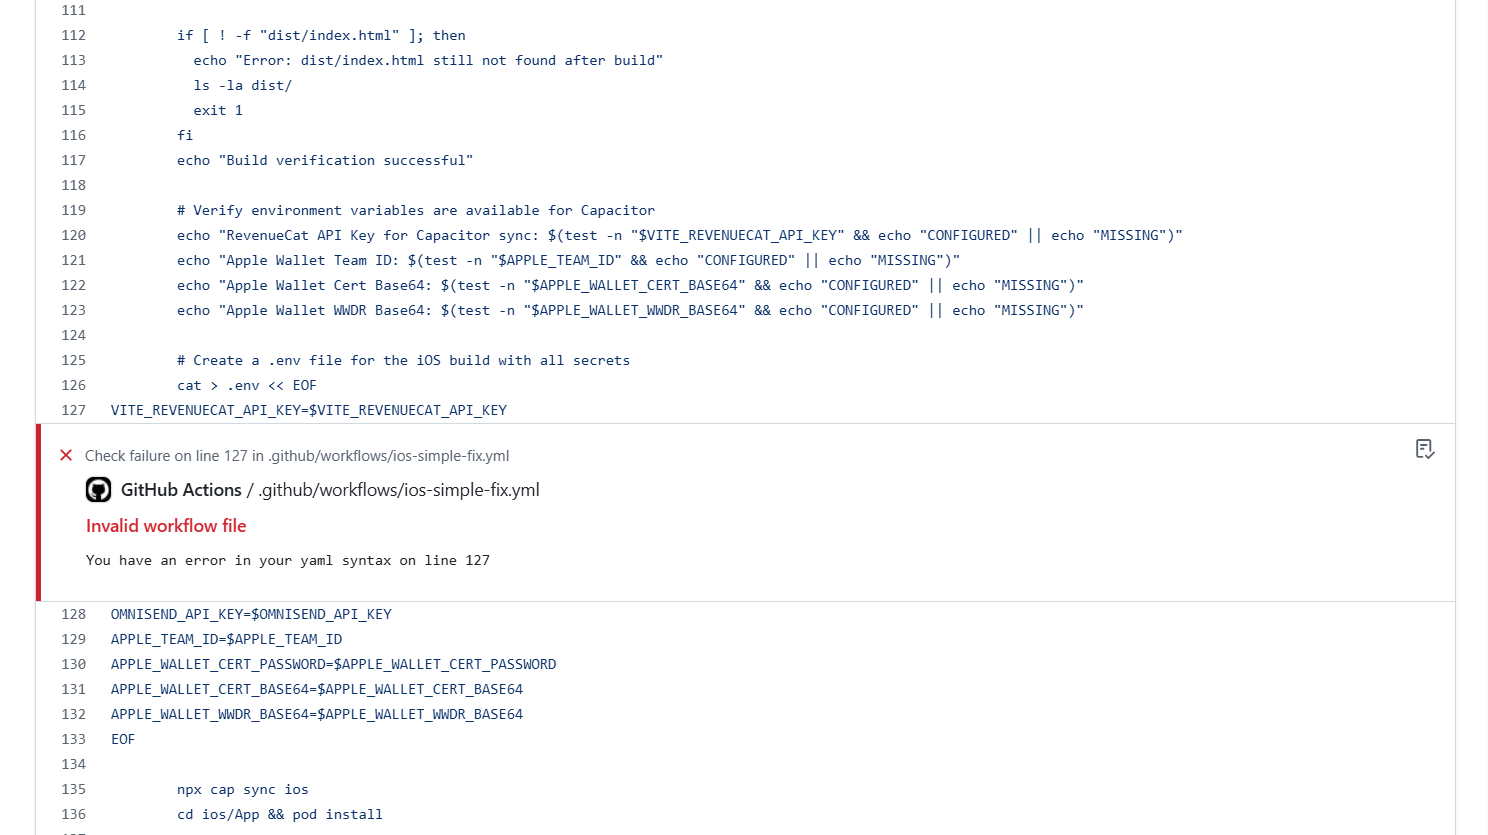 111
112 if [ ! -f "dist/index.html" ]; then
113 echo "Error: dist/index.html still not found after build"
114 ls -la dist/
115 exit 1
116 fi
117 echo "Build verification successful"
118
119 # Verify environment variables are available for Capacitor
120 echo "RevenueCat API Key for Capacitor sync: $(test -n "$VITE_REVENUECAT_API_KEY" && echo "CONFIGURED" || echo "MISSING")"
121 echo "Apple Wallet Team ID: $(test -n "$APPLE_TEAM_ID" && echo "CONFIGURED" || echo "MISSING")"
122 echo "Apple Wallet Cert Base64: $(test -n "$APPLE_WALLET_CERT_BASE64" && echo "CONFIGURED" || echo "MISSING")"
123 echo "Apple Wallet WWDR Base64: $(test -n "$APPLE_WALLET_WWDR_BASE64" && echo "CONFIGURED" || echo "MISSING")"
124
125 # Create a .env file for the iOS build with all secrets
126 cat > .env << EOF
127 VITE_REVENUECAT_API_KEY=$VITE_REVENUECAT_API_KEY
Check failure on line 127 in .github/workflows/ios-simple-fix.yml
GitHub Actions / .github/workflows/ios-simple-fix.yml
Invalid workflow file
You have an error in your yaml syntax on line 127
128 OMNISEND_API_KEY=$OMNISEND_API_KEY
129 APPLE_TEAM_ID=$APPLE_TEAM_ID
130 APPLE_WALLET_CERT_PASSWORD=$APPLE_WALLET_CERT_PASSWORD
131 APPLE_WALLET_CERT_BASE64=$APPLE_WALLET_CERT_BASE64
132 APPLE_WALLET_WWDR_BASE64=$APPLE_WALLET_WWDR_BASE64
133 EOF
134
135 npx cap sync ios
136 cd ios/App && pod install